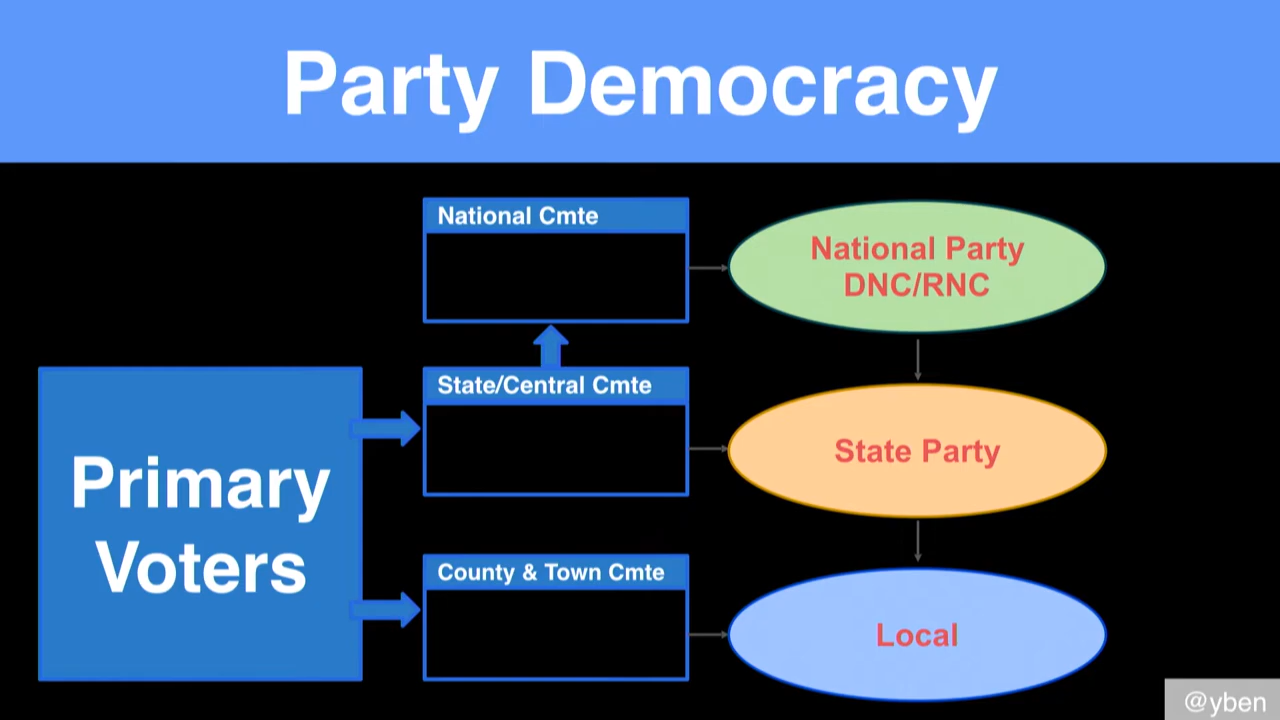 Party Democracy
National Cmte
National Party
DNC/RNC
State/Central Cmte
State Party
Primary
Voters
County & Town Cmte
Local
@yben